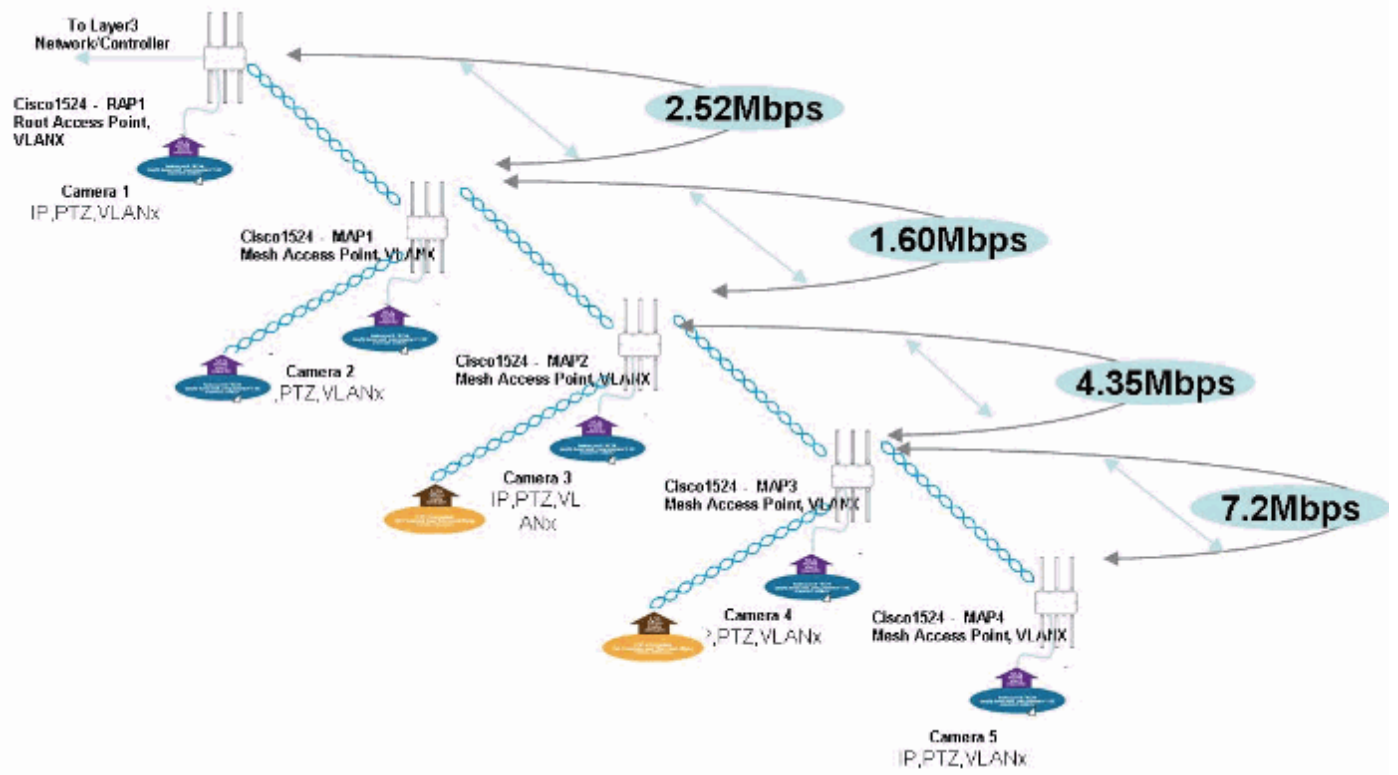 To Layer3
Network/Controller
Cisco1524 - RAP1
Root Access Point,
VLANX
2.52Mbps
Camera 1
IP,PTZ,VLANx
Cisco1524 - MAP1
Mesh Access Point, VLANX
1.60Mbps
Camera 2
,PTZ,VLANx
Cisco1524 - MAP2
Mesh Access Point, VLANX
4.35Mbps
Camera 3
IP,PTZ,VL
ANx
Cisco1524 - MAP3
Mesh Access Point, VLANX
7.2Mbps
Camera 4
,PTZ,VLANx
Cisco1524 - MAP4
Mesh Access Point, VLANX
Camera 5
IP,PTZ,VLANx